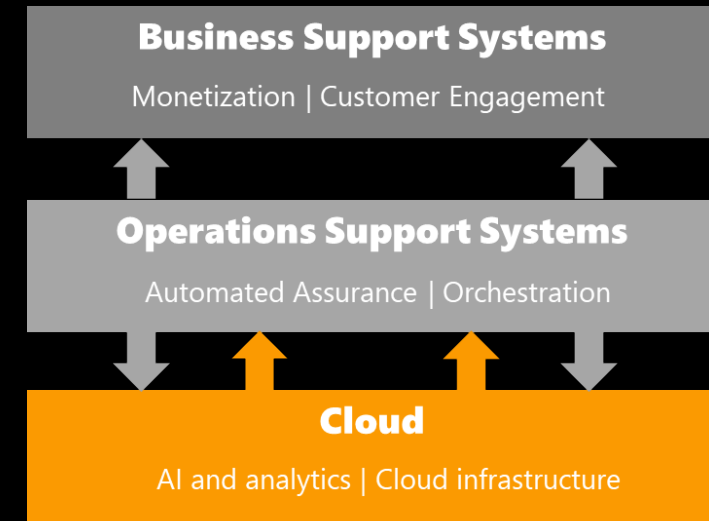 Business Support Systems
Monetization | Customer Engagement
Operations Support Systems
Automated Assurance | Orchestration
Cloud
AI and analytics | Cloud infrastructure